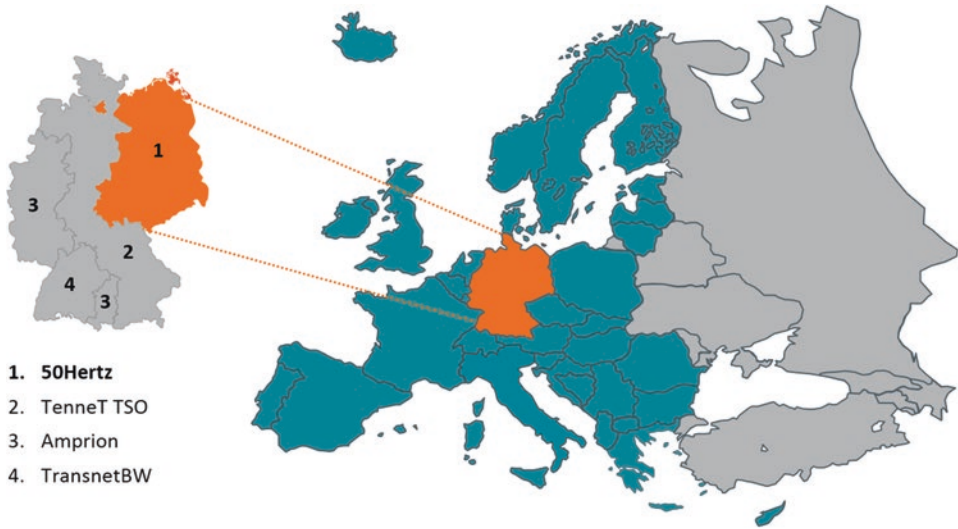 1
3
2
4
3
1. 50Hertz
2. TenneT TSO
3. Amprion
4. TransnetBW